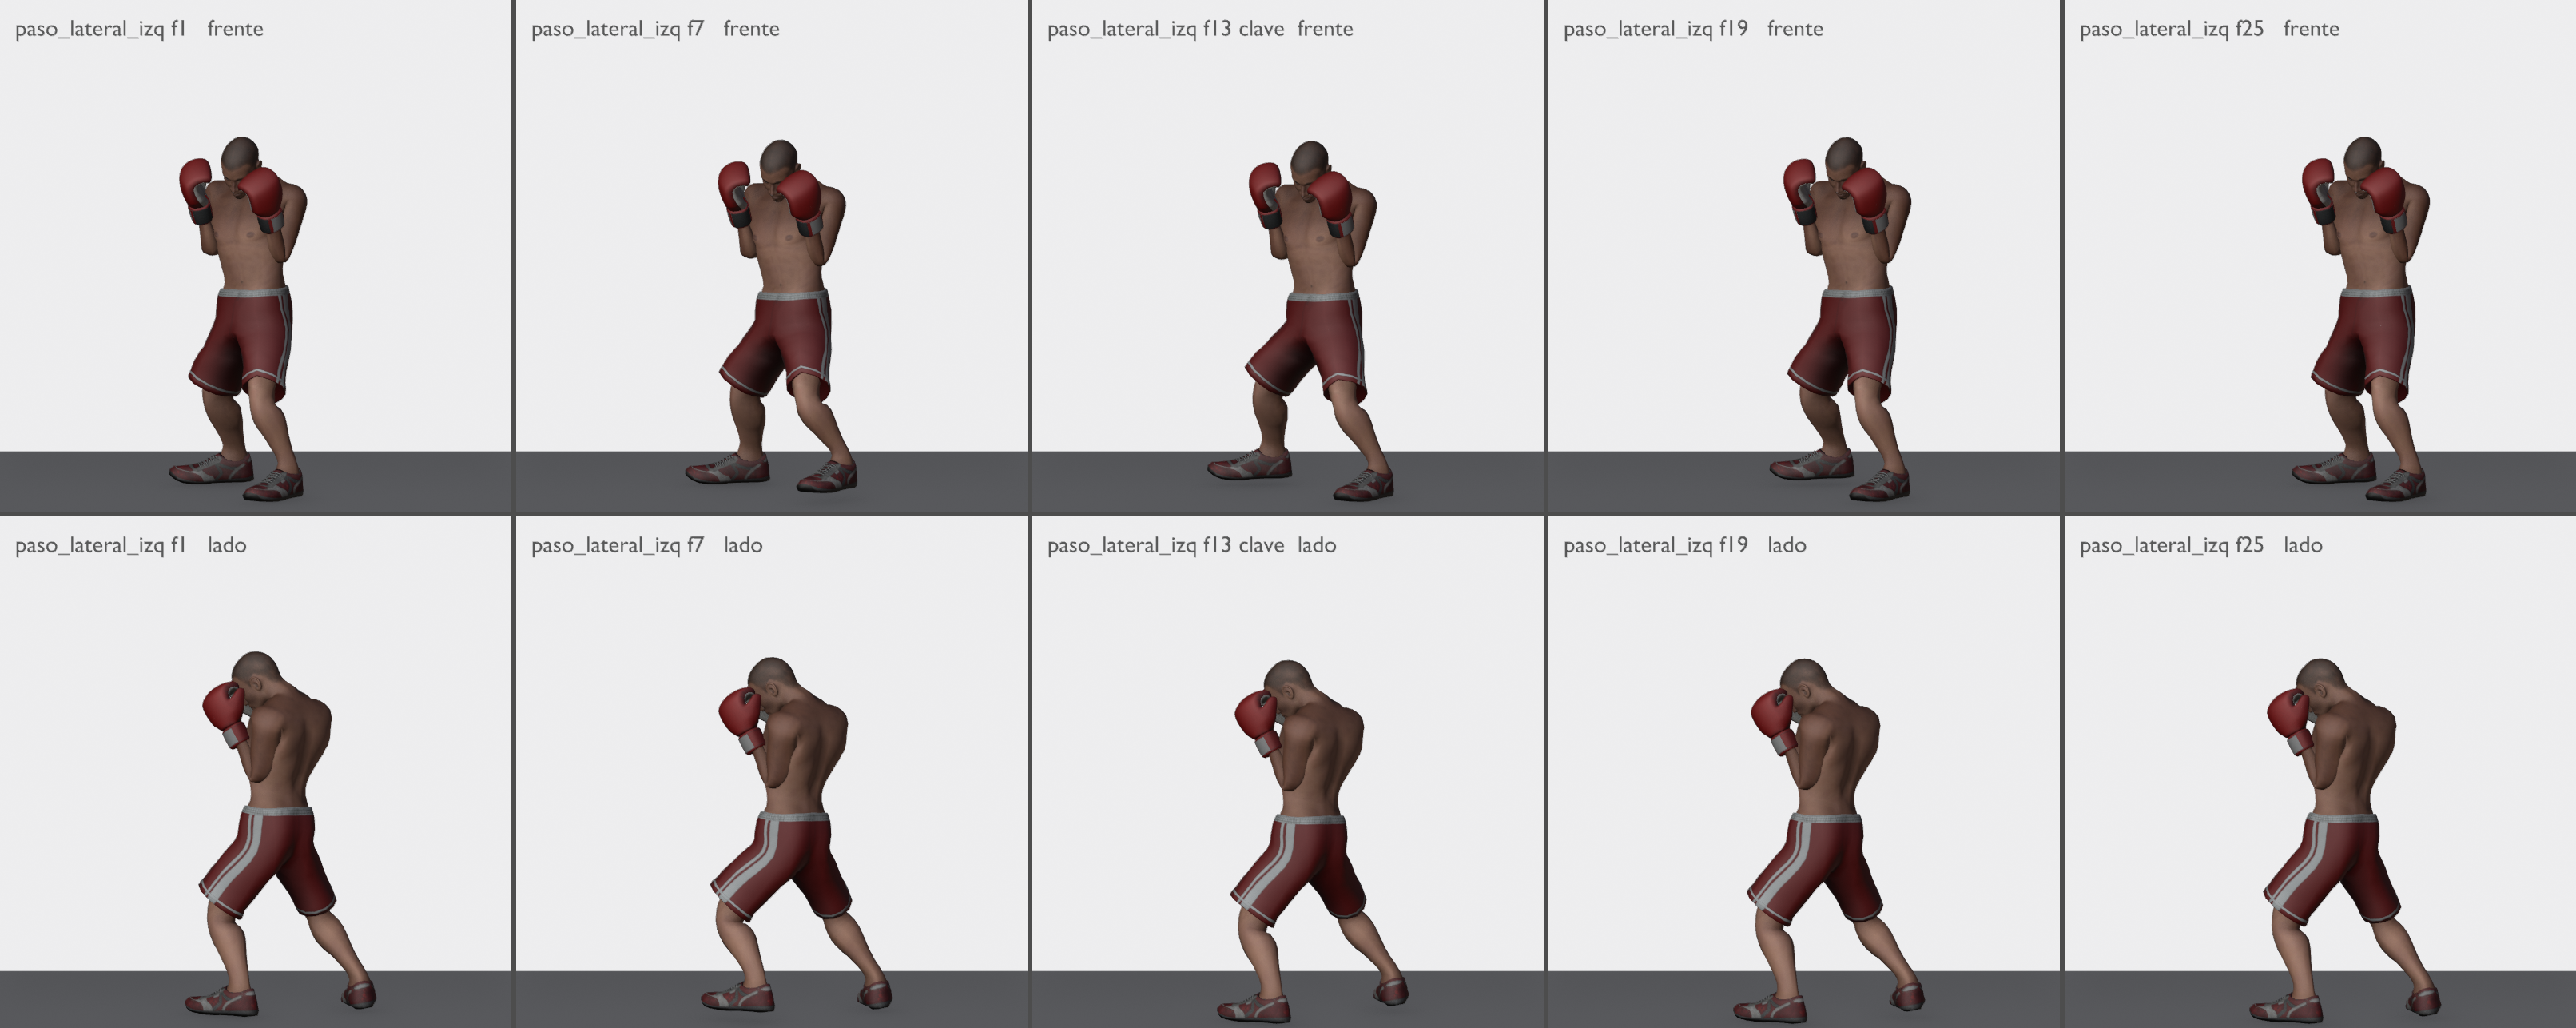 paso_lateral_izq f1 frente
paso_lateral_izq f7 frente
paso_lateral_izq f13 clave frente
paso_lateral_izq f19 frente
paso_lateral_izq f25 frente
paso_lateral_izq f1 lado
paso_lateral_izq f7 lado
paso_lateral_izq f13 clave lado
paso_lateral_izq f19 lado
paso_lateral_izq f25 lado